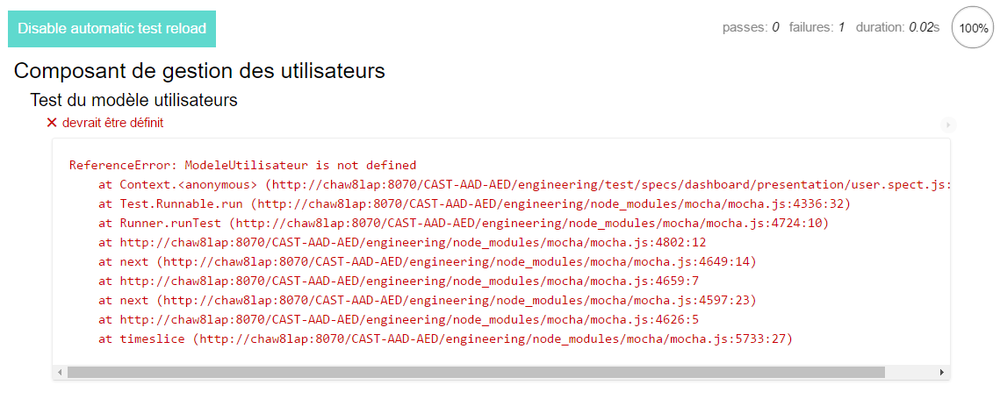 Disable automatic test reload
passes: 0 failures: 1 duration: 0.02s 100%
Composant de gestion des utilisateurs
Test du modèle utilisateurs
✕ devrait être définit
ReferenceError: ModeleUtilisateur is not defined
at Context.<anonymous> (http://chaw8lap:8070/CAST-AAD-AED/engineering/test/specs/dashboard/presentation/user.spect.js:
at Test.Runnable.run (http://chaw8lap:8070/CAST-AAD-AED/engineering/node_modules/mocha/mocha.js:4336:32)
at Runner.runTest (http://chaw8lap:8070/CAST-AAD-AED/engineering/node_modules/mocha/mocha.js:4724:10)
at http://chaw8lap:8070/CAST-AAD-AED/engineering/node_modules/mocha/mocha.js:4802:12
at next (http://chaw8lap:8070/CAST-AAD-AED/engineering/node_modules/mocha/mocha.js:4649:14)
at http://chaw8lap:8070/CAST-AAD-AED/engineering/node_modules/mocha/mocha.js:4659:7
at next (http://chaw8lap:8070/CAST-AAD-AED/engineering/node_modules/mocha/mocha.js:4597:23)
at http://chaw8lap:8070/CAST-AAD-AED/engineering/node_modules/mocha/mocha.js:4626:5
at timeslice (http://chaw8lap:8070/CAST-AAD-AED/engineering/node_modules/mocha/mocha.js:5733:27)